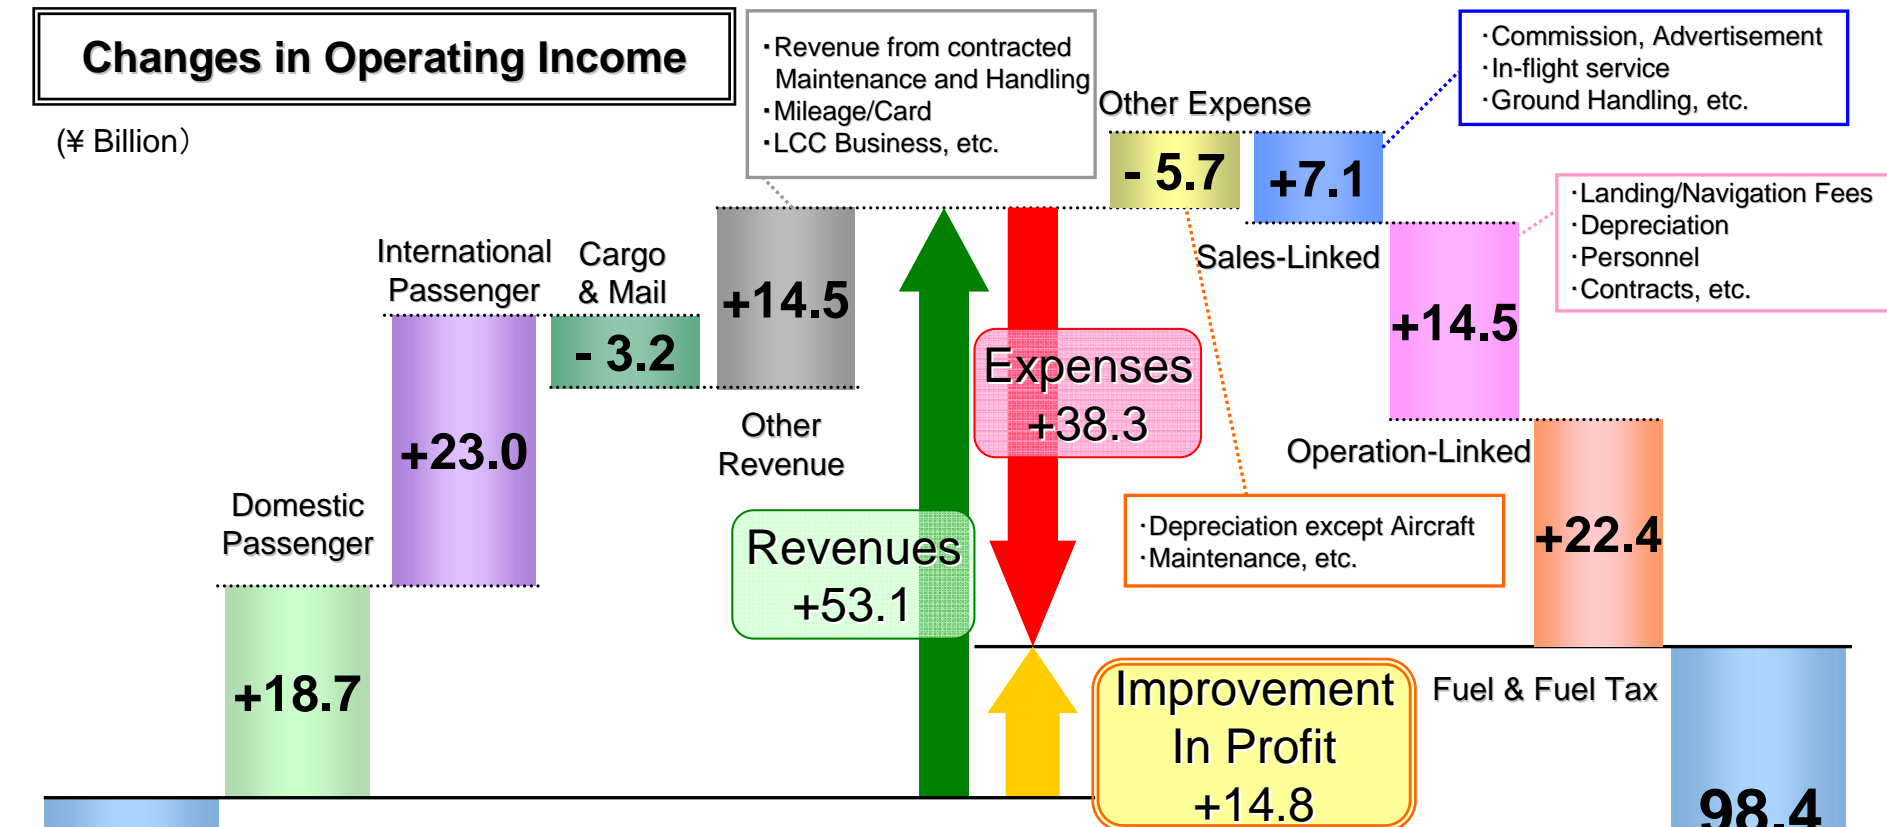 Changes in Operating Income
(¥ Billion）
・Revenue from contracted
Maintenance and Handling
・Mileage/Card
・LCC Business, etc.
Other Expense
・Commission, Advertisement
・In-flight service
・Ground Handling, etc.
- 5.7
+7.1
・Landing/Navigation Fees
・Depreciation
・Personnel
・Contracts, etc.
International
Passenger
Cargo
& Mail
+14.5
Sales-Linked
- 3.2
+14.5
Expenses
+38.3
+23.0
Other
Revenue
Operation-Linked
Domestic
Passenger
Revenues
+53.1
・Depreciation except Aircraft
・Maintenance, etc.
+22.4
+18.7
Improvement
In Profit
+14.8
Fuel & Fuel Tax
98.4